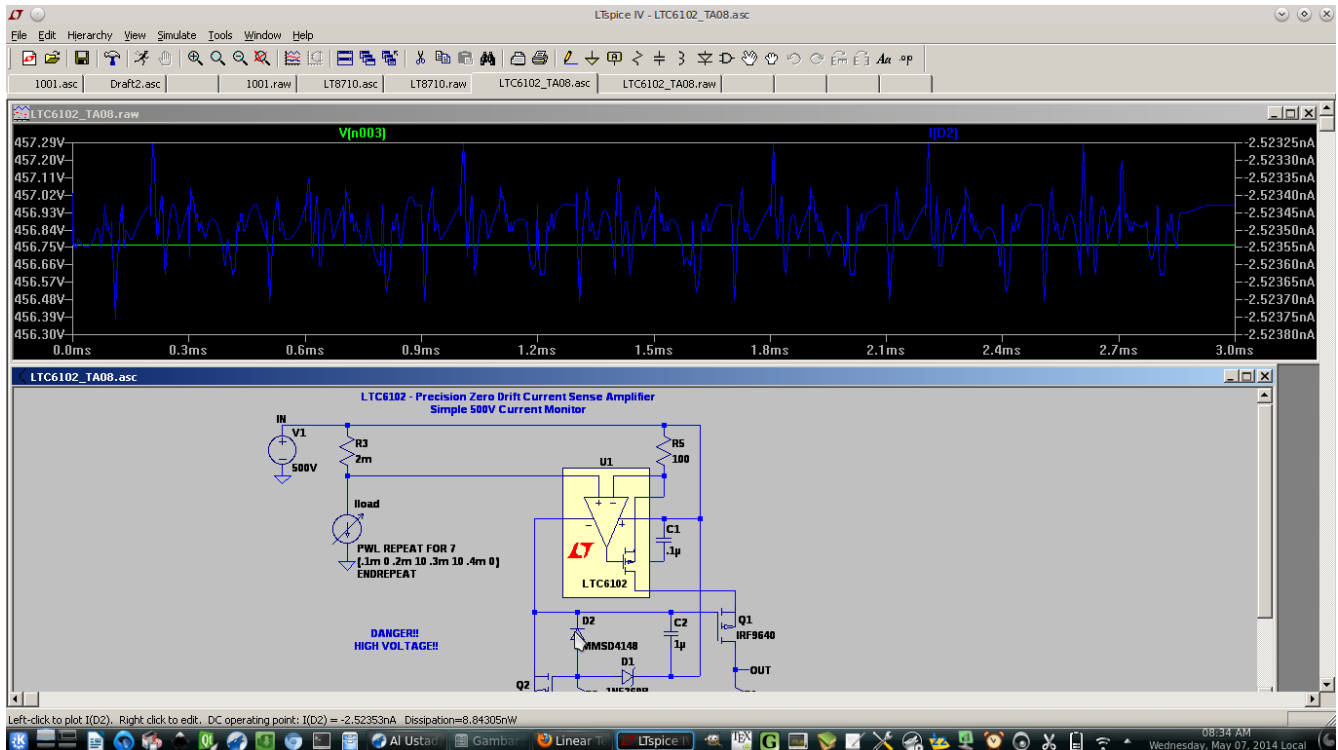 LTspice IV - LTC6102_TA08.asc
File Edit Hierarchy View Simulate Tools Window Help
Aa .op
1001.asc Draft2.asc 1001.raw LT8710.asc LT8710.raw LTC6102_TA08.asc LTC6102_TA08.raw
LTC6102_TA08.raw
V(n003) I(D2)
457.29V -2.52325nA
457.20V -2.52330nA
457.11V -2.52335nA
457.02V -2.52340nA
456.93V -2.52345nA
456.84V -2.52350nA
456.75V -2.52355nA
456.66V -2.52360nA
456.57V -2.52365nA
456.48V -2.52370nA
456.39V -2.52375nA
456.30V -2.52380nA
0.0ms 0.3ms 0.6ms 0.9ms 1.2ms 1.5ms 1.8ms 2.1ms 2.4ms 2.7ms 3.0ms
LTC6102_TA08.asc
LTC6102 - Precision Zero Drift Current Sense Amplifier
Simple 500V Current Monitor
IN
V1
500V
R3
2m
R5
100
U1
+ -
- +
LTC6102
C1
.1µ
Iload
PWL REPEAT FOR 7
[.1m 0 .2m 10 .3m 10 .4m 0]
ENDREPEAT
DANGER!!
HIGH VOLTAGE!!
D2
MMSD4148
C2
1µ
Q1
IRF9640
D1
OUT
Q2
Left-click to plot I(D2). Right click to edit. DC operating point: I(D2) = -2.52353nA Dissipation=8.84305nW
Al Ustad Gambar Linear T LTspice IV
08:34 AM
Wednesday, May 07, 2014 Local